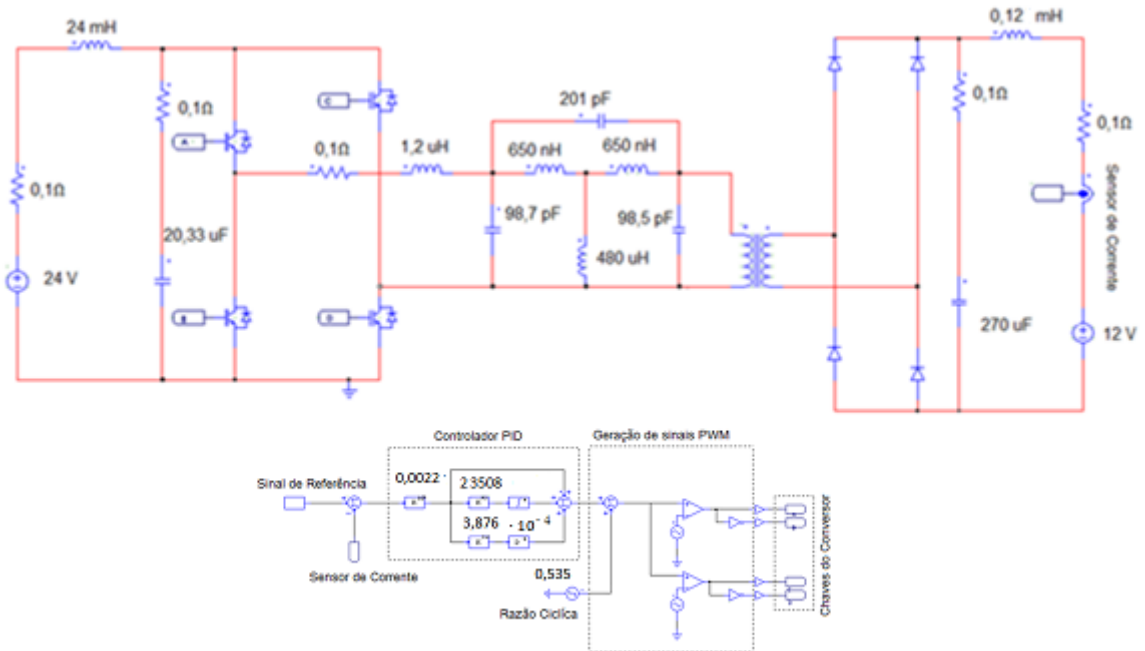 24 mH
0,12 mH
0,1Ω
C
201 pF
0,1Ω
A
0,1Ω
1,2 uH
650 nH
650 nH
0,1Ω
0,1Ω
Sensor de Corrente
20,33 uF
98,7 pF
98,5 pF
480 uH
24 V
B
D
270 uF
12 V
Controlador PID
Geração de sinais PWM
0,0022
23508
Sinal de Referência
3,876 · 10⁻⁴
Sensor de Corrente
0,535
Razão Ciclíca
Chaves do Conversor